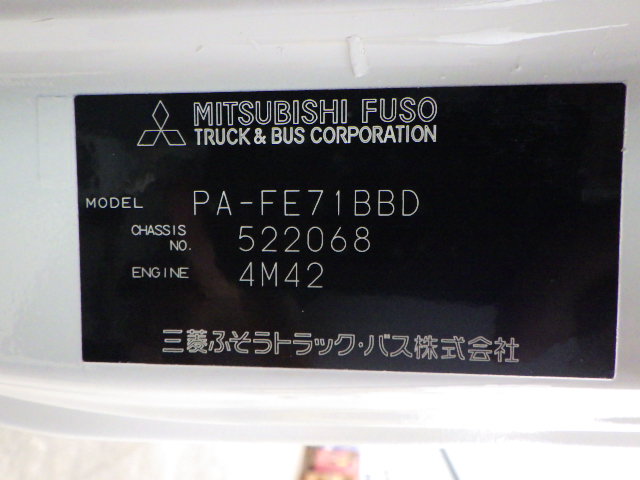 MITSUBISHI FUSO
TRUCK & BUS CORPORATION
MODEL PA-FE71BBD
CHASSIS NO. 522068
ENGINE 4M42
三菱ふそうトラック・バス株式会社